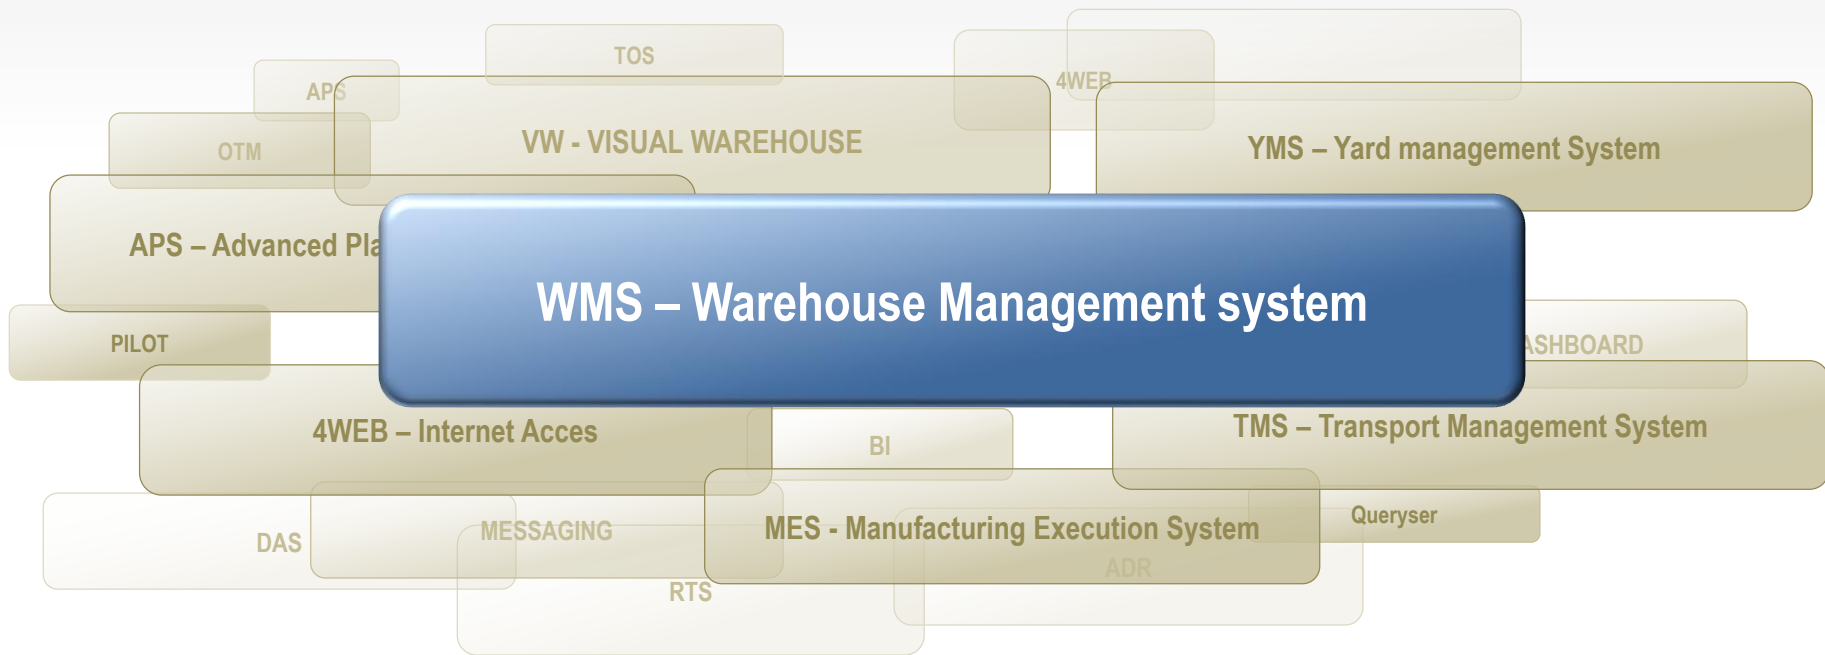 TOS
4WEB
APS
VW - VISUAL WAREHOUSE
YMS – Yard management System
OTM
APS – Advanced Pla
WMS – Warehouse Management system
PILOT
ASHBOARD
4WEB – Internet Acces
TMS – Transport Management System
BI
Queryser
MESSAGING
MES - Manufacturing Execution System
DAS
ADR
RTS